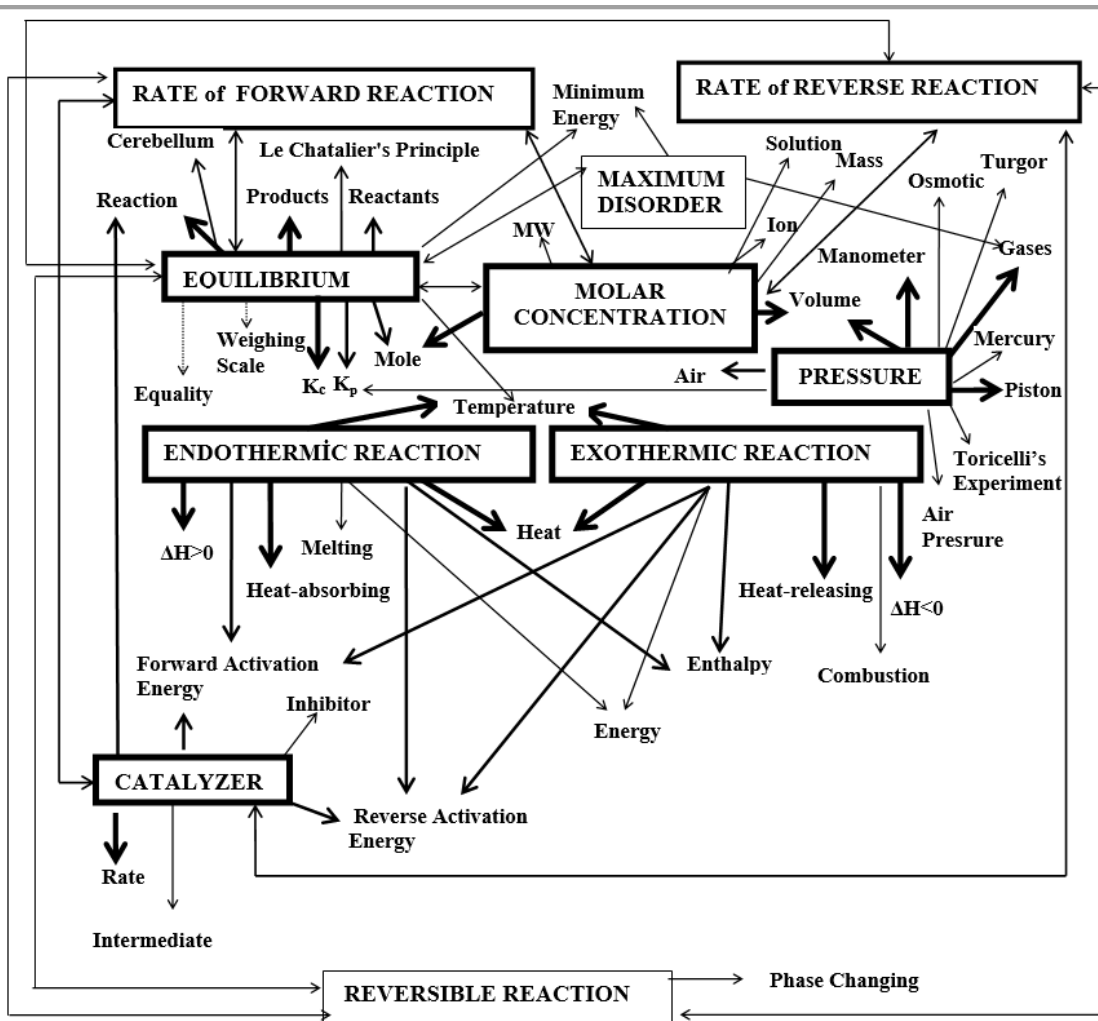 RATE of FORWARD REACTION
RATE of REVERSE REACTION
Minimum
Energy
Cerebellum
Le Chatalier's Principle
Solution
Mass
Turgor
MAXIMUM
DISORDER
Osmotic
Reaction
Products
Reactants
Ion
MW
Manometer
Gases
EQUILIBRIUM
MOLAR
CONCENTRATION
Volume
Weighing
Scale
Mole
Mercury
Equality
Kc
Kp
Air
PRESSURE
Piston
Temperature
ENDOTHERMİC REACTION
EXOTHERMIC REACTION
Toricelli's
Experiment
ΔH>0
Melting
Heat
Air
Presrure
Heat-absorbing
Heat-releasing
ΔH<0
Forward Activation
Energy
Enthalpy
Combustion
Inhibitor
Energy
CATALYZER
Reverse Activation
Energy
Rate
Intermediate
REVERSIBLE REACTION
Phase Changing